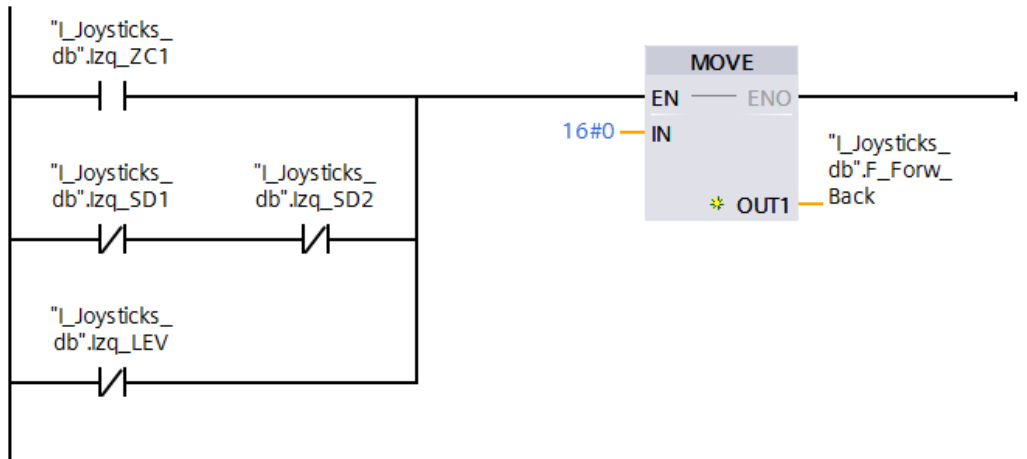 "I_Joysticks_
db".Izq_ZC1
MOVE
EN
ENO
16#0
IN
"I_Joysticks_
db".F_Forw_
Back
OUT1
"I_Joysticks_
db".Izq_SD1
"I_Joysticks_
db".Izq_SD2
"I_Joysticks_
db".Izq_LEV